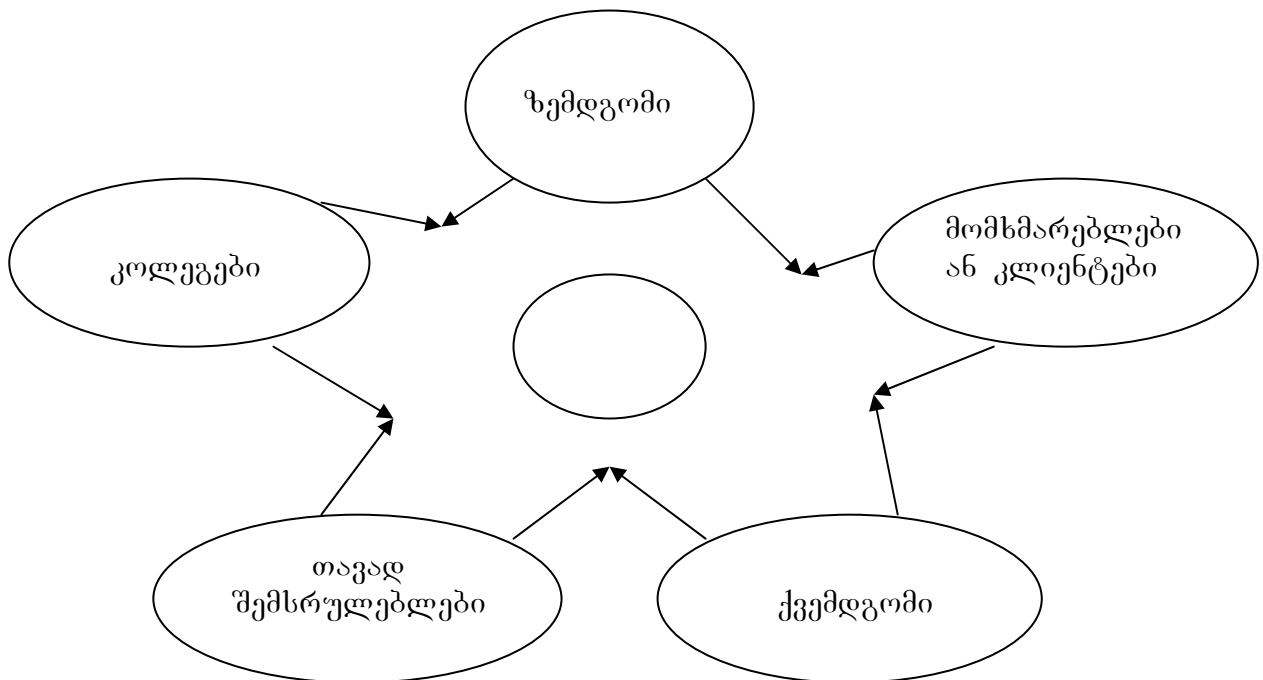 ზემდგომი
კოლეგები
მომხმარებლები
ან კლიენტები
თავად
შემსრულებლები
ქვემდგომი